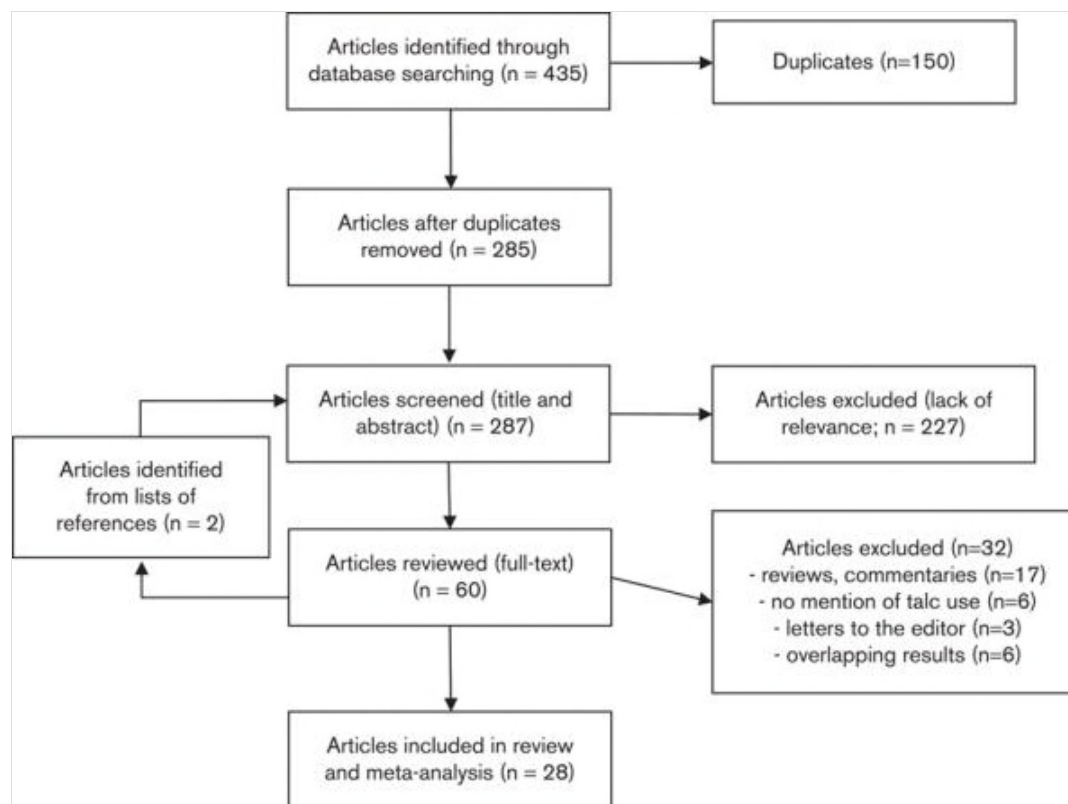 Articles identified through
database searching (n = 435)
Duplicates (n=150)
Articles after duplicates
removed (n = 285)
Articles screened (title and
abstract) (n = 287)
Articles excluded (lack of
relevance; n = 227)
Articles identified
from lists of
references (n = 2)
Articles reviewed (full-text)
(n = 60)
Articles excluded (n=32)
- reviews, commentaries (n=17)
- no mention of talc use (n=6)
- letters to the editor (n=3)
- overlapping results (n=6)
Articles included in review
and meta-analysis (n = 28)